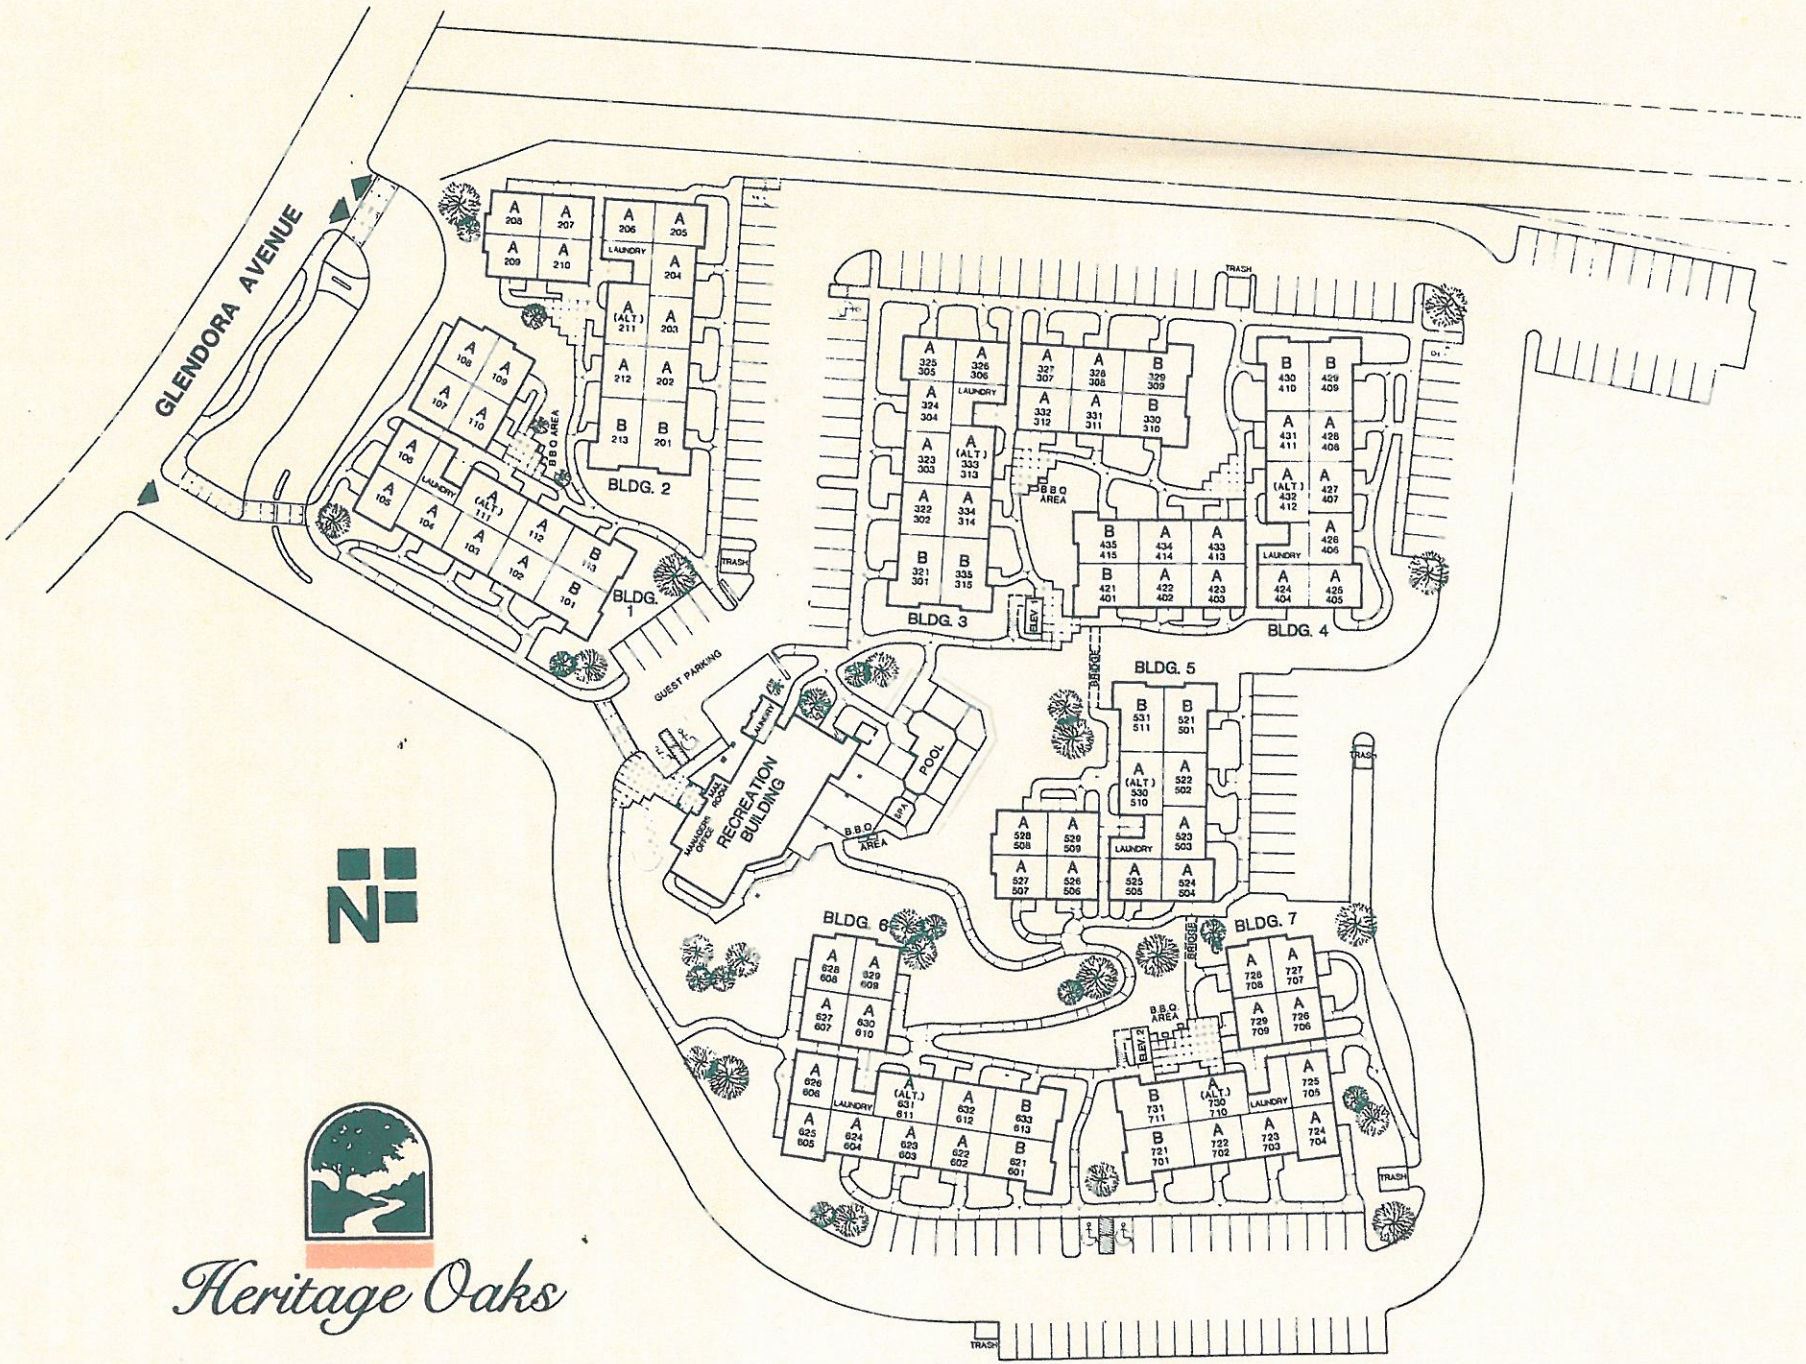 GLENDORA AVENUE
A
208
A
207
A
209
A
210
A
206
A
205
LAUNDRY
A
204
A
(ALT.)
211
A
203
A
212
A
202
B
213
B
201
BLDG. 2
A
108
A
109
A
107
A
110
B B Q AREA
A
106
A
105
LAUNDRY
A
104
A
(ALT.)
111
A
103
A
112
A
102
B
113
B
101
BLDG.
1
TRASH
GUEST PARKING
TRASH
A
325
305
A
326
306
A
324
304
LAUNDRY
A
323
303
A
(ALT)
333
313
A
322
302
A
334
314
B
321
301
B
335
315
BLDG. 3
A
327
307
A
328
308
B
329
309
A
332
312
A
331
311
B
330
310
B B Q
AREA
ELEV. 1
B
430
410
B
429
409
A
431
411
A
428
408
A
(ALT.)
432
412
A
427
407
A
426
406
LAUNDRY
A
424
404
A
425
405
B
435
415
A
434
414
A
433
413
B
421
401
A
422
402
A
423
403
BLDG. 4
BRIDGE
BLDG. 5
B
531
511
B
521
501
A
(ALT)
530
510
A
522
502
A
523
503
LAUNDRY
A
525
505
A
524
504
A
528
508
A
529
509
A
527
507
A
526
506
TRASH
LAUNDRY
MAIL
ROOM
MANAGERS
OFFICE
RECREATION
BUILDING
POOL
SPA
B.B.Q.
AREA
N
BLDG. 6
A
628
608
A
629
609
A
627
607
A
630
610
A
626
606
LAUNDRY
A
(ALT.)
631
611
A
632
612
B
633
613
A
625
605
A
624
604
A
623
603
A
622
602
B
621
601
BRIDGE
BLDG. 7
A
728
708
A
727
707
A
729
709
A
726
706
B.B.Q.
AREA
ELEV. 2
B
731
711
A
(ALT.)
730
710
LAUNDRY
A
725
705
B
721
701
A
722
702
A
723
703
A
724
704
TRASH
TRASH
Heritage Oaks